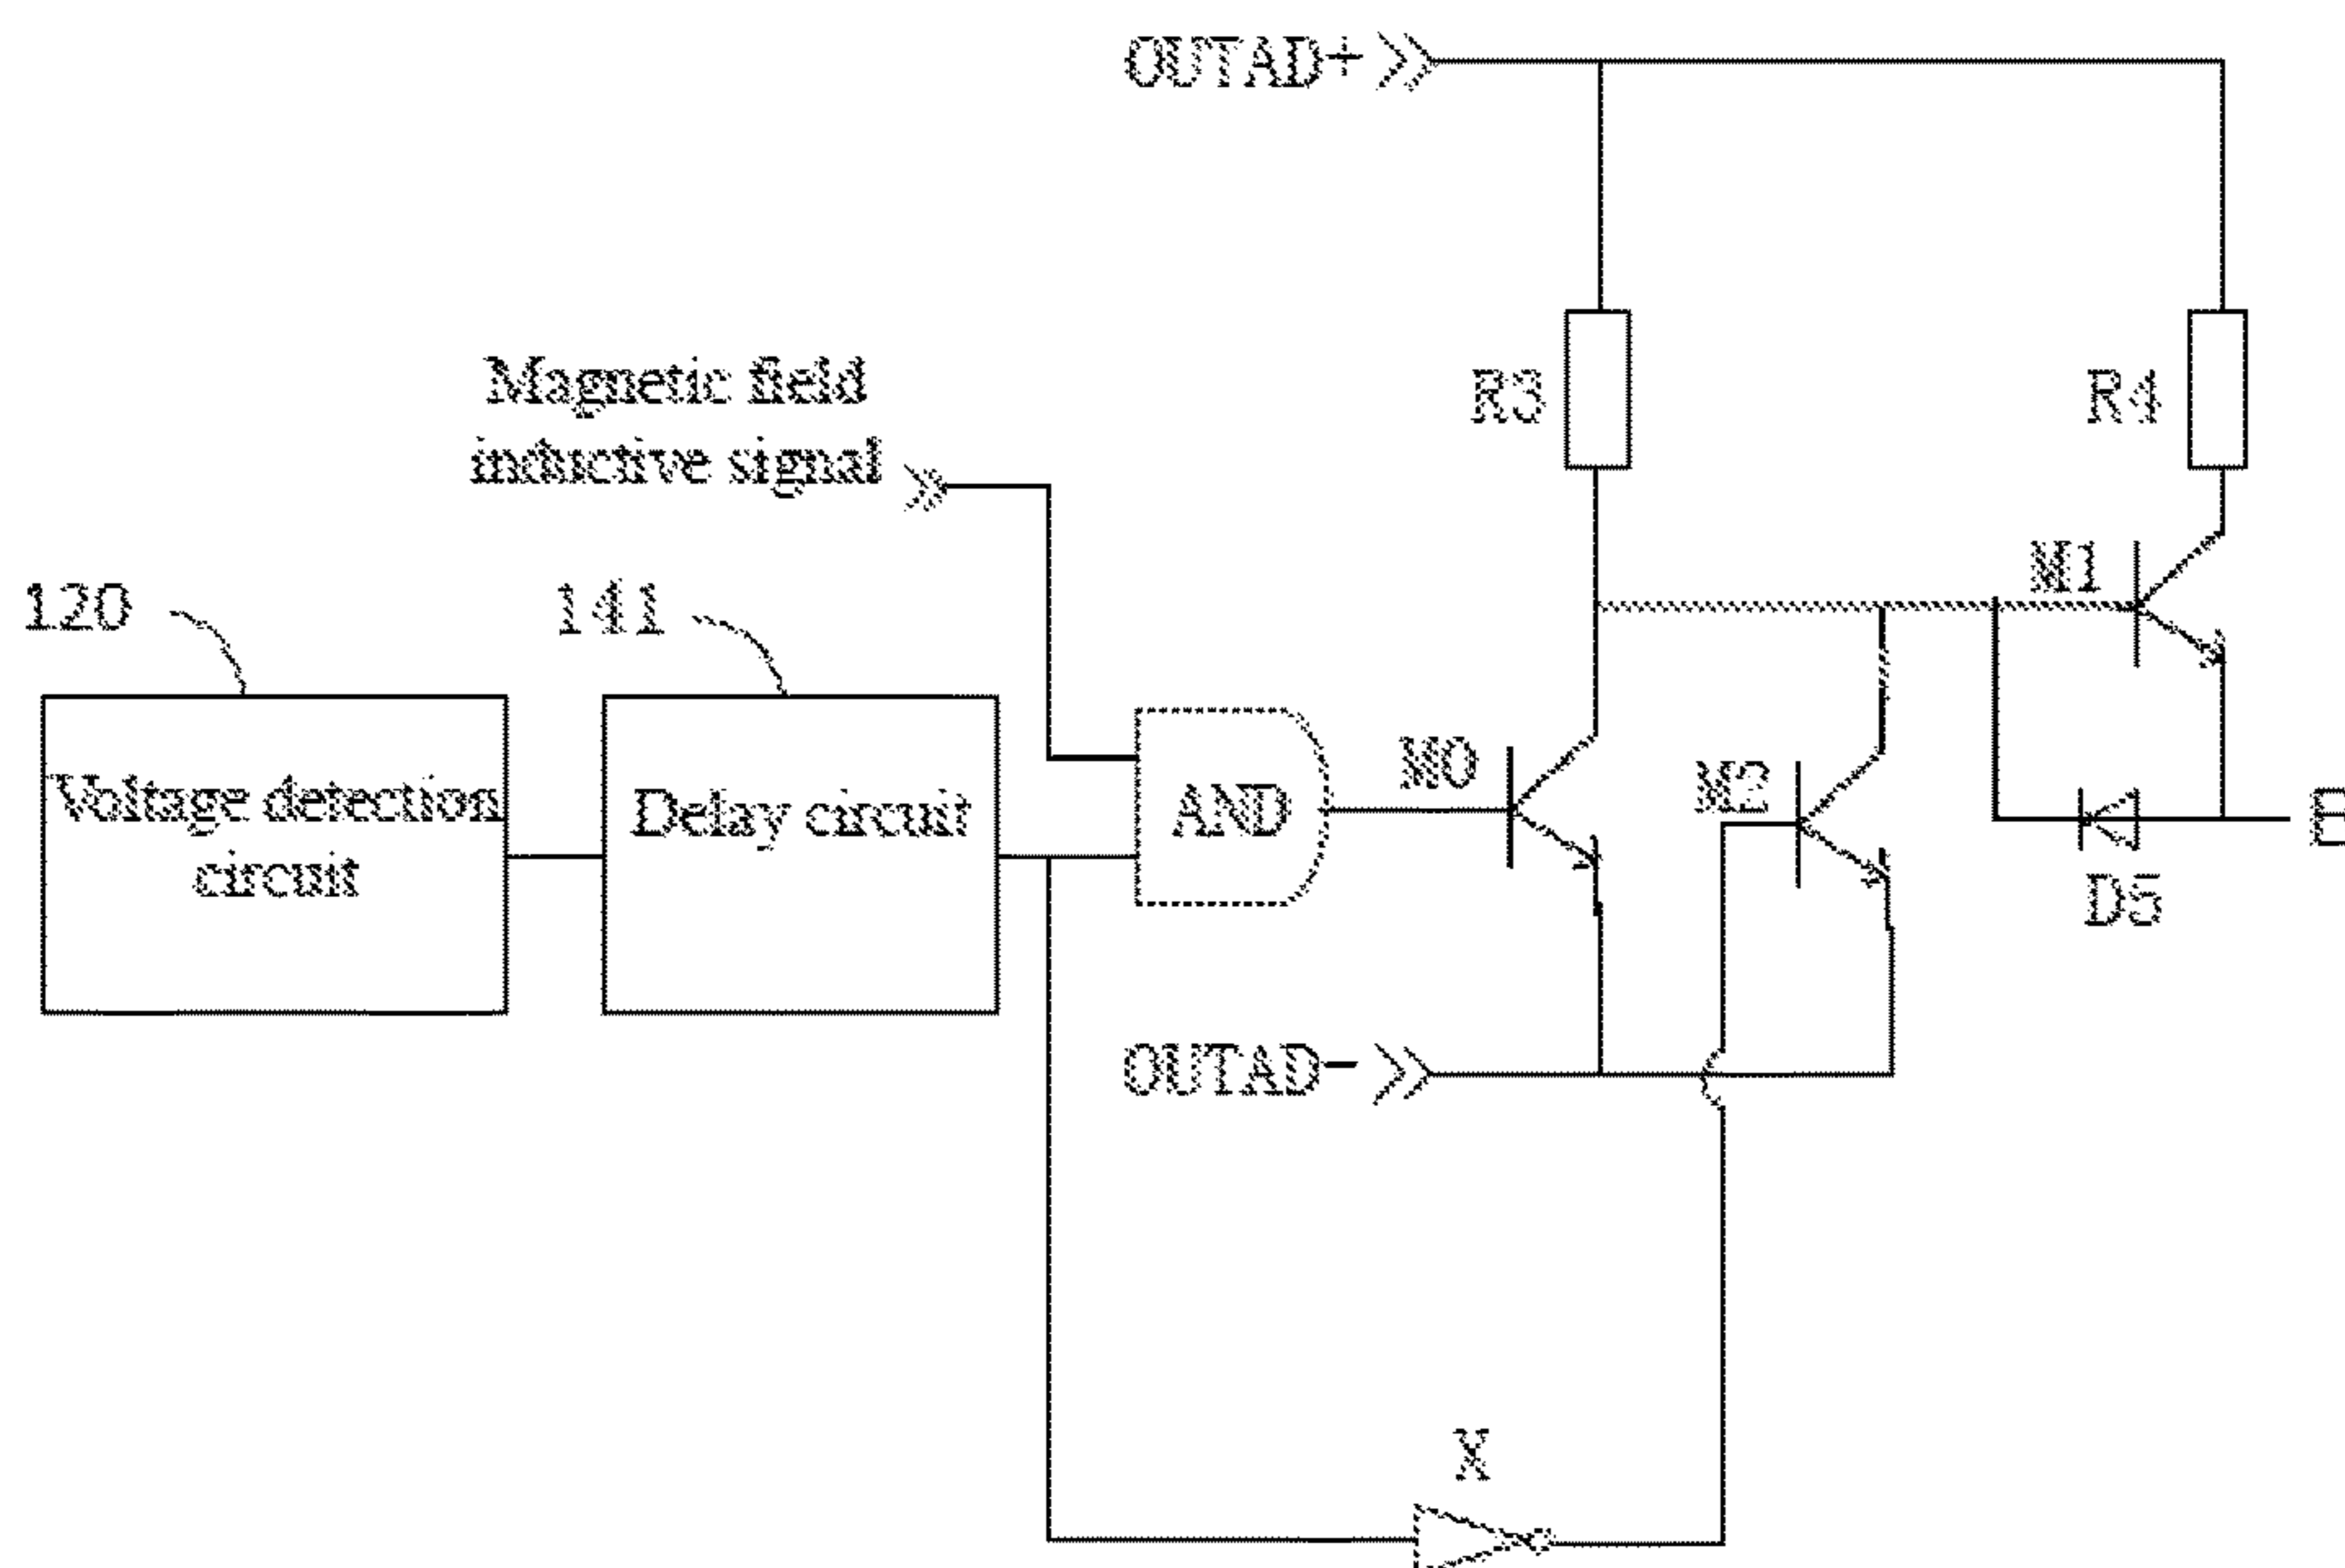 OUTAD+
Magnetic field
inductive signal
R3
R4
M1
120
141
Voltage detection
circuit
Delay circuit
AND
M0
M2
D5
OUTAD-
X